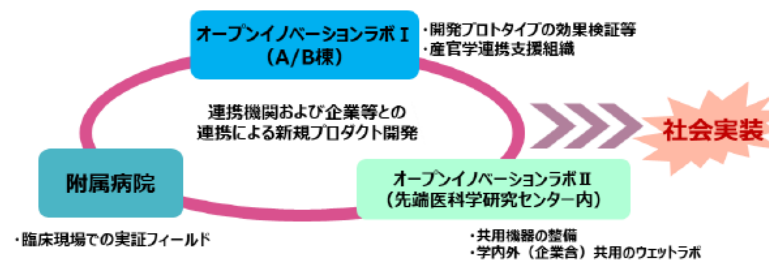 オープンイノベーションラボⅠ
（A/B棟）
・開発プロトタイプの効果検証等
・産官学連携支援組織
連携機関および企業等との
連携による新規プロダクト開発
社会実装
附属病院
・臨床現場での実証フィールド
オープンイノベーションラボⅡ
（先端医科学研究センター内）
・共用機器の整備
・学内外（企業含）共用のウェットラボ